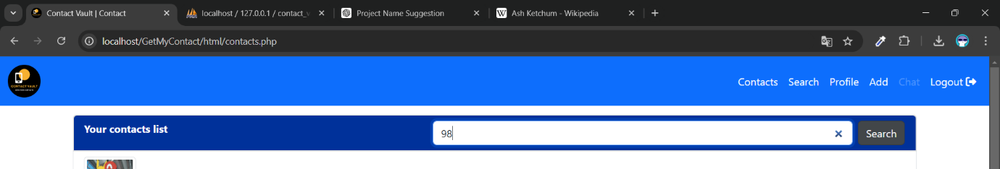 Contact Vault | Contact
localhost / 127.0.0.1 / contact_v
Project Name Suggestion
W Ash Ketchum - Wikipedia
localhost/GetMyContact/html/contacts.php
CONTACT VAULT
Contacts Search Profile Add Chat Logout
Your contacts list
98
Search